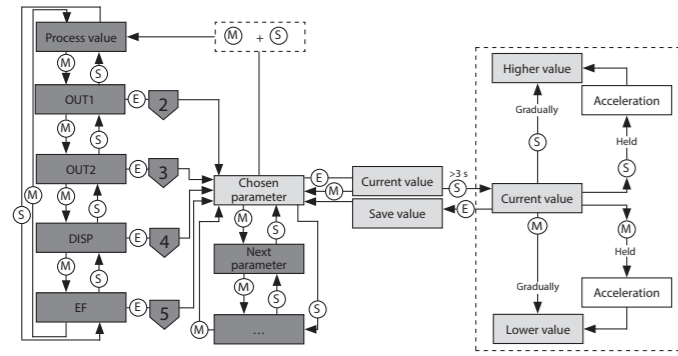 Process value
M + S
M S
OUT1 E 2
M S
OUT2 E 3
M S
DISP E 4
M S
EF E 5
S M
Chosen
parameter
M S
Next
parameter
M S
...
M S
E M
Current value
Save value
>3 s
S
E
Higher value
Acceleration
Gradually
S
Held
S
Current value
M
Gradually
M
Held
Acceleration
Lower value